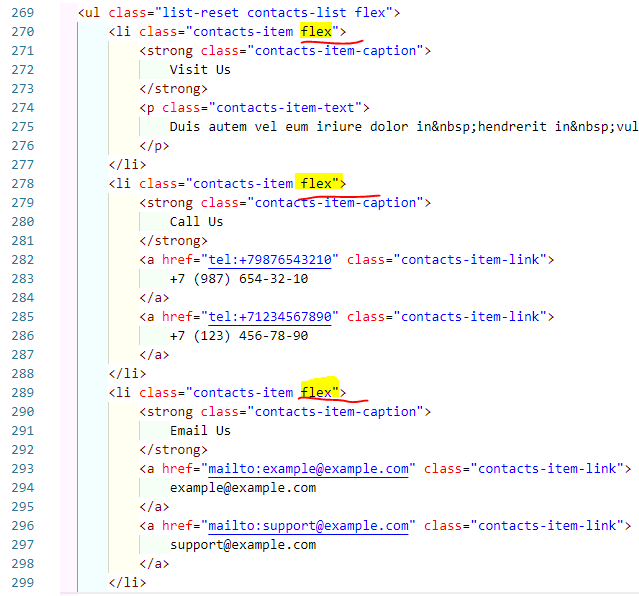 269 <ul class="list-reset contacts-list flex">
270 <li class="contacts-item flex">
271 <strong class="contacts-item-caption">
272 Visit Us
273 </strong>
274 <p class="contacts-item-text">
275 Duis autem vel eum iriure dolor in&nbsp;hendrerit in&nbsp;vul
276 </p>
277 </li>
278 <li class="contacts-item flex">
279 <strong class="contacts-item-caption">
280 Call Us
281 </strong>
282 <a href="tel:+79876543210" class="contacts-item-link">
283 +7 (987) 654-32-10
284 </a>
285 <a href="tel:+71234567890" class="contacts-item-link">
286 +7 (123) 456-78-90
287 </a>
288 </li>
289 <li class="contacts-item flex">
290 <strong class="contacts-item-caption">
291 Email Us
292 </strong>
293 <a href="mailto:example@example.com" class="contacts-item-link">
294 example@example.com
295 </a>
296 <a href="mailto:support@example.com" class="contacts-item-link">
297 support@example.com
298 </a>
299 </li>